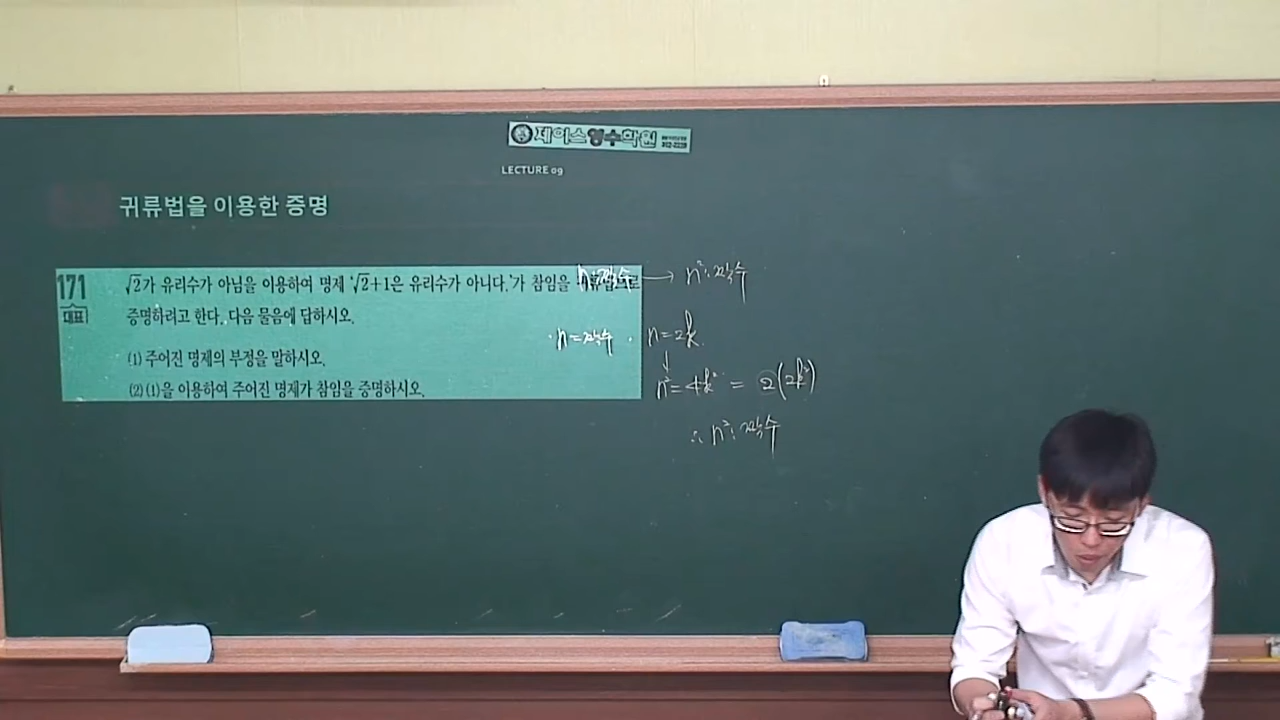 제이스영수학원
LECTURE 09
귀류법을 이용한 증명
171
대표
√2가 유리수가 아님을 이용하여 명제 '√2+1은 유리수가 아니다.'가 참임을 귀류법으로
증명하려고 한다. 다음 물음에 답하시오.
(1) 주어진 명제의 부정을 말하시오.
(2) (1)을 이용하여 주어진 명제가 참임을 증명하시오.
n:짝수 → n²:짝수
·n=짝수. n=2k.
↓
n²=4k² = 2(2k²)
∴ n²:짝수